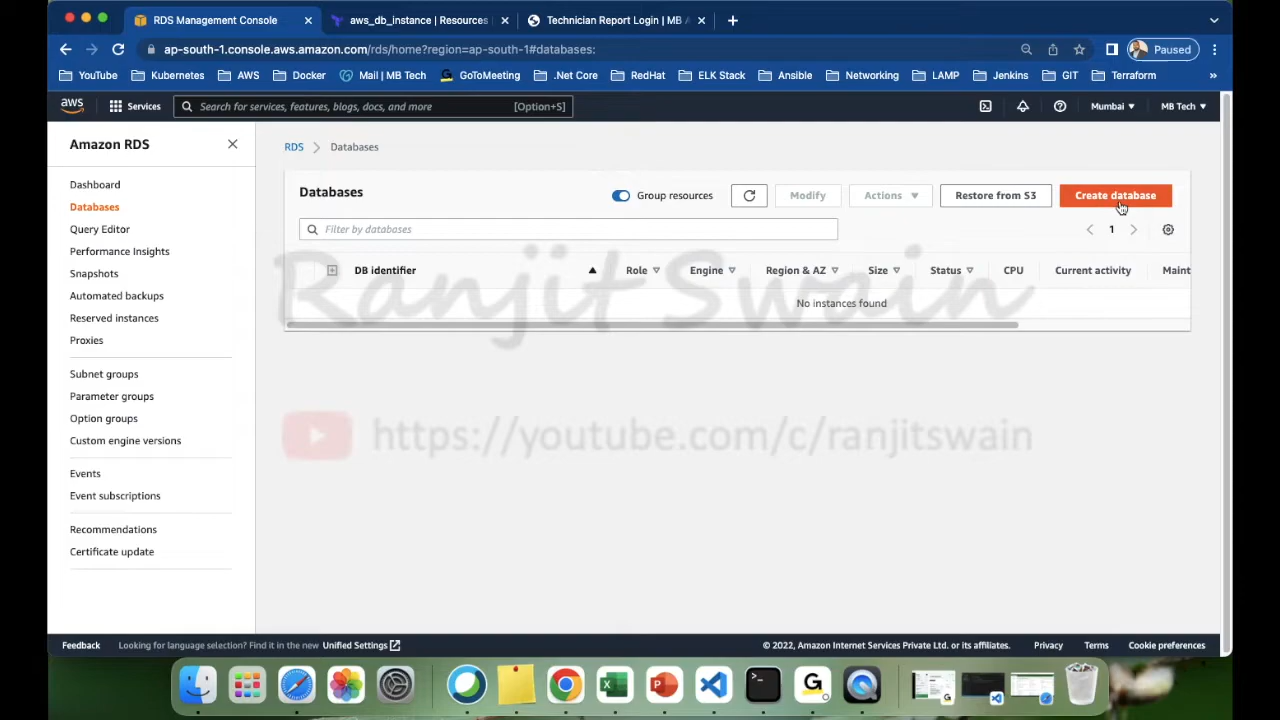 RDS Management Console
aws_db_instance | Resources
Technician Report Login | MB A
ap-south-1.console.aws.amazon.com/rds/home?region=ap-south-1#databases:
Paused
YouTube
Kubernetes
AWS
Docker
Mail | MB Tech
GoToMeeting
.Net Core
RedHat
ELK Stack
Ansible
Networking
LAMP
Jenkins
GIT
Terraform
aws
Services
Search for services, features, blogs, docs, and more
[Option+S]
Mumbai
MB Tech
Amazon RDS
Dashboard
Databases
Query Editor
Performance Insights
Snapshots
Automated backups
Reserved instances
Proxies
Subnet groups
Parameter groups
Option groups
Custom engine versions
Events
Event subscriptions
Recommendations
Certificate update
RDS
Databases
Databases
Group resources
Modify
Actions
Restore from S3
Create database
Filter by databases
1
DB identifier
Role
Engine
Region & AZ
Size
Status
CPU
Current activity
Maint
No instances found
Ranjit Swain
https://youtube.com/c/ranjitswain
Feedback
Looking for language selection? Find it in the new Unified Settings
© 2022, Amazon Internet Services Private Ltd. or its affiliates.
Privacy
Terms
Cookie preferences